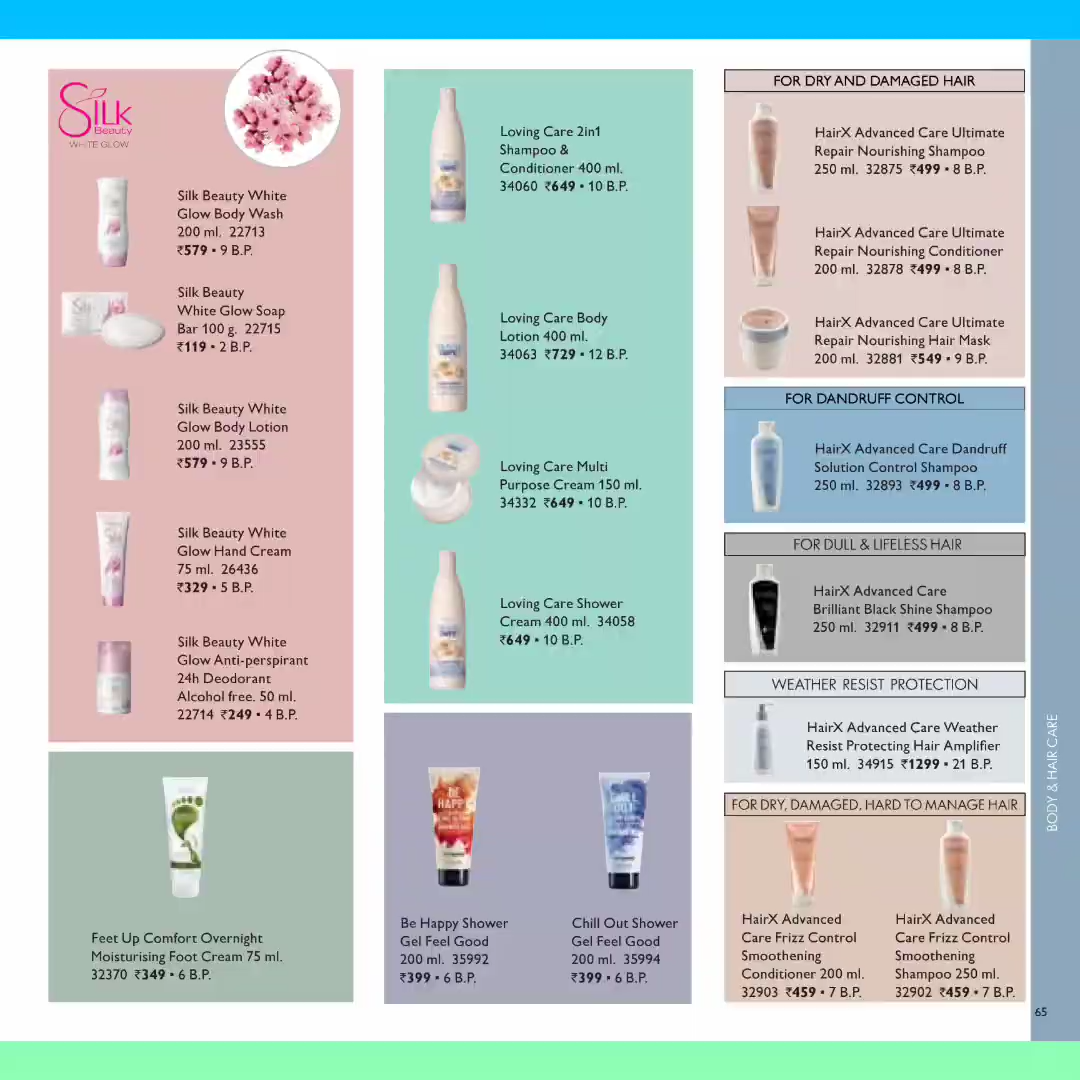 SILK
Beauty
WHITE GLOW
Silk Beauty White
Glow Body Wash
200 ml. 22713
₹579 • 9 B.P.
Silk Beauty
White Glow Soap
Bar 100 g. 22715
₹119 • 2 B.P.
Silk Beauty White
Glow Body Lotion
200 ml. 23555
₹579 • 9 B.P.
Silk Beauty White
Glow Hand Cream
75 ml. 26436
₹329 • 5 B.P.
Silk Beauty White
Glow Anti-perspirant
24h Deodorant
Alcohol free. 50 ml.
22714 ₹249 • 4 B.P.
Feet Up Comfort Overnight
Moisturising Foot Cream 75 ml.
32370 ₹349 • 6 B.P.
Loving Care 2in1
Shampoo &
Conditioner 400 ml.
34060 ₹649 • 10 B.P.
Loving Care Body
Lotion 400 ml.
34063 ₹729 • 12 B.P.
Loving Care Multi
Purpose Cream 150 ml.
34332 ₹649 • 10 B.P.
Loving Care Shower
Cream 400 ml. 34058
₹649 • 10 B.P.
BE
HAPPY
CHILL
OUT
Be Happy Shower
Gel Feel Good
200 ml. 35992
₹399 • 6 B.P.
Chill Out Shower
Gel Feel Good
200 ml. 35994
₹399 • 6 B.P.
FOR DRY AND DAMAGED HAIR
HairX Advanced Care Ultimate
Repair Nourishing Shampoo
250 ml. 32875 ₹499 • 8 B.P.
HairX Advanced Care Ultimate
Repair Nourishing Conditioner
200 ml. 32878 ₹499 • 8 B.P.
HairX Advanced Care Ultimate
Repair Nourishing Hair Mask
200 ml. 32881 ₹549 • 9 B.P.
FOR DANDRUFF CONTROL
HairX Advanced Care Dandruff
Solution Control Shampoo
250 ml. 32893 ₹499 • 8 B.P.
FOR DULL & LIFELESS HAIR
HairX Advanced Care
Brilliant Black Shine Shampoo
250 ml. 32911 ₹499 • 8 B.P.
WEATHER RESIST PROTECTION
HairX Advanced Care Weather
Resist Protecting Hair Amplifier
150 ml. 34915 ₹1299 • 21 B.P.
FOR DRY, DAMAGED, HARD TO MANAGE HAIR
HairX Advanced
Care Frizz Control
Smoothening
Conditioner 200 ml.
32903 ₹459 • 7 B.P.
HairX Advanced
Care Frizz Control
Smoothening
Shampoo 250 ml.
32902 ₹459 • 7 B.P.
BODY & HAIR CARE
65